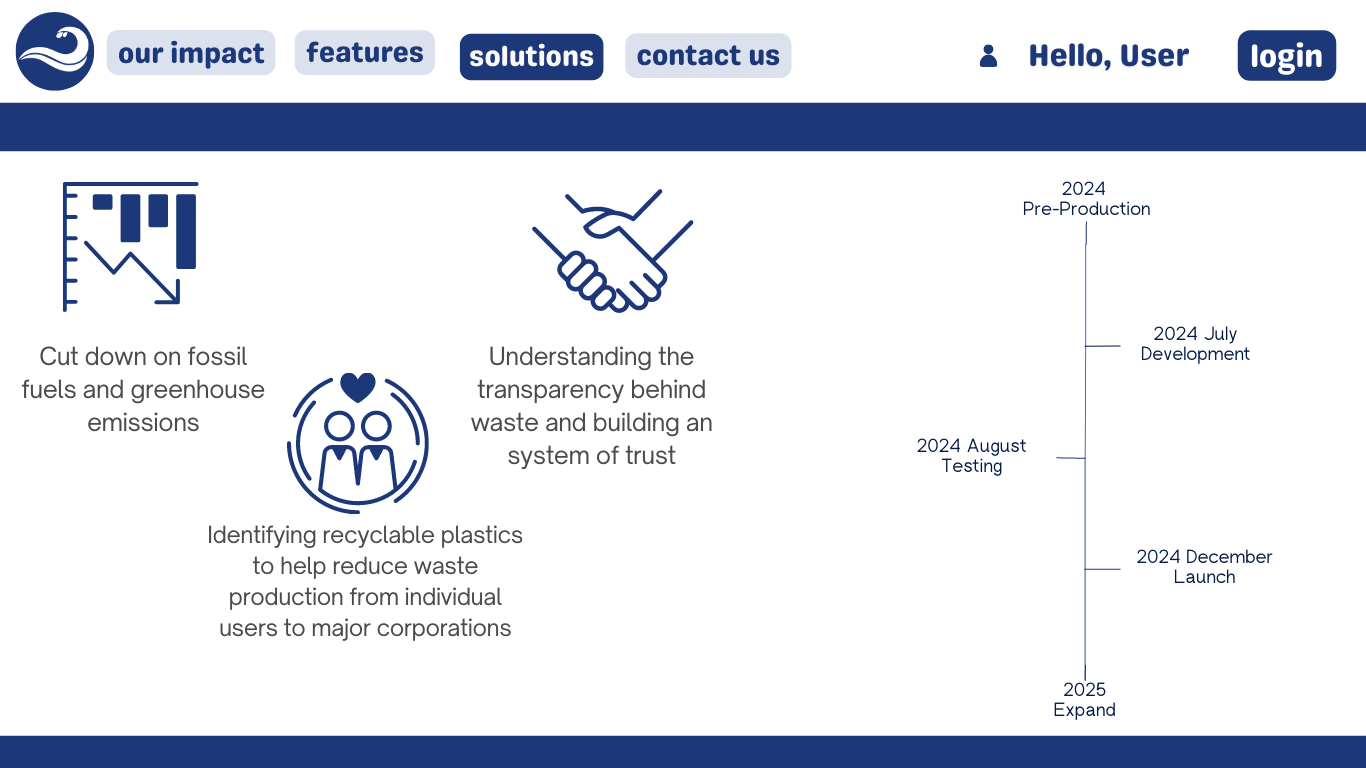 our impact
features
solutions
contact us
Hello, User
login
Cut down on fossil
fuels and greenhouse
emissions
Understanding the
transparency behind
waste and building an
system of trust
Identifying recyclable plastics
to help reduce waste
production from individual
users to major corporations
2024
Pre-Production
2024 July
Development
2024 August
Testing
2024 December
Launch
2025
Expand